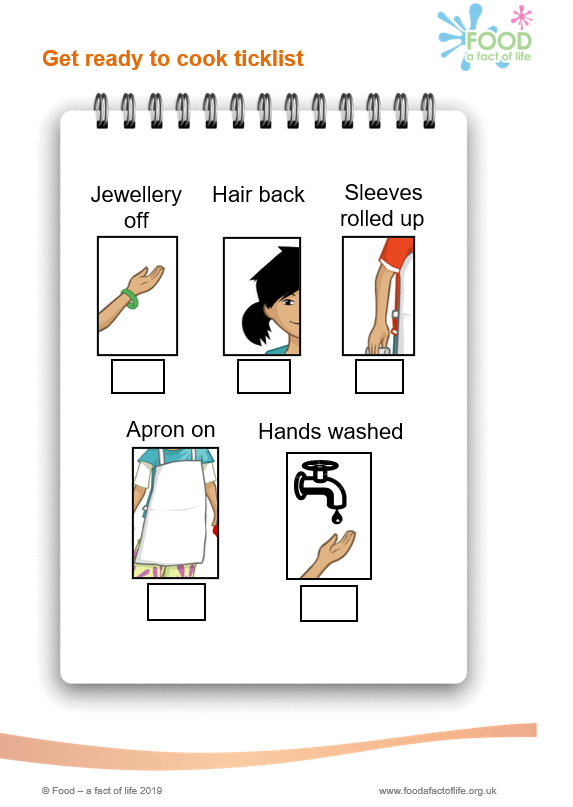 FOOD
a fact of life
Get ready to cook ticklist
Jewellery
off
Hair back
Sleeves
rolled up
Apron on
Hands washed
© Food – a fact of life 2019
www.foodafactoflife.org.uk